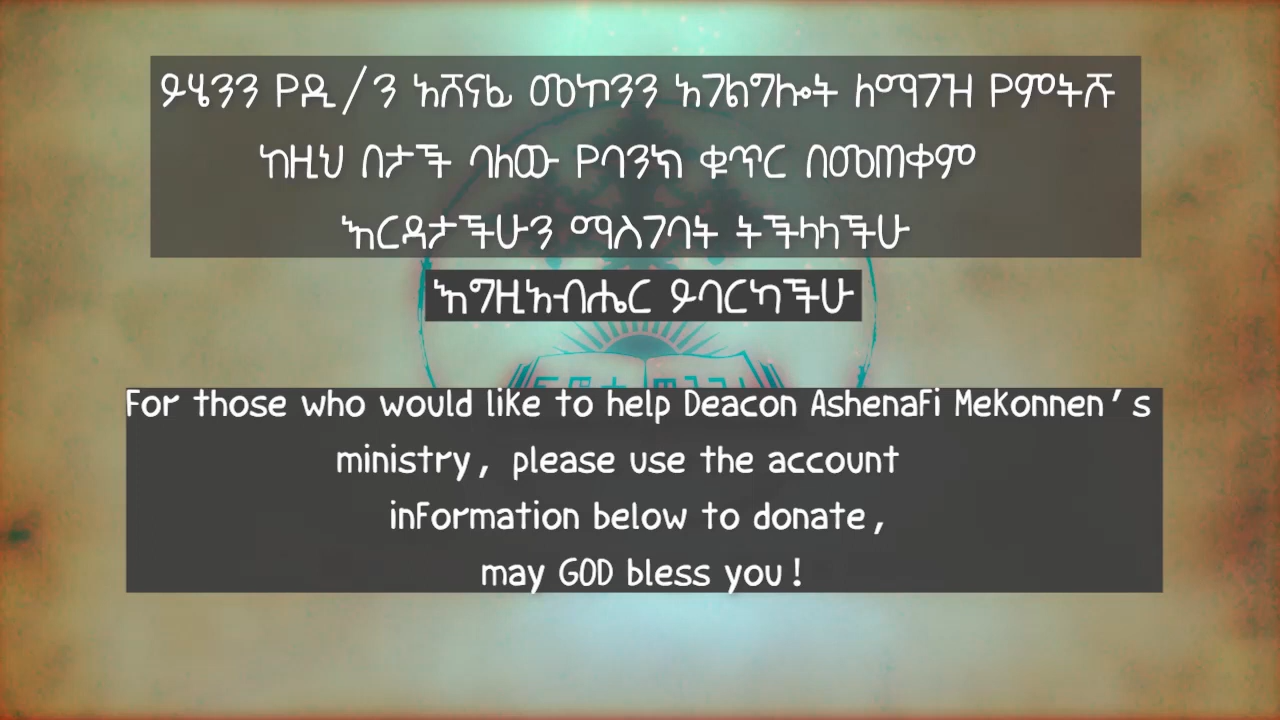 ይሄንን የዲ/ን አሸናፊ መኮንን አገልግሎት ለማገዝ የምትሹ
ከዚህ በታች ባለው የባንክ ቁጥር በመጠቀም
እርዳታችሁን ማስገባት ትችላላችሁ
እግዚአብሔር ይባርካችሁ
For those who would like to help Deacon Ashenafi Mekonnen's
ministry, please use the account
information below to donate,
may GOD bless you!